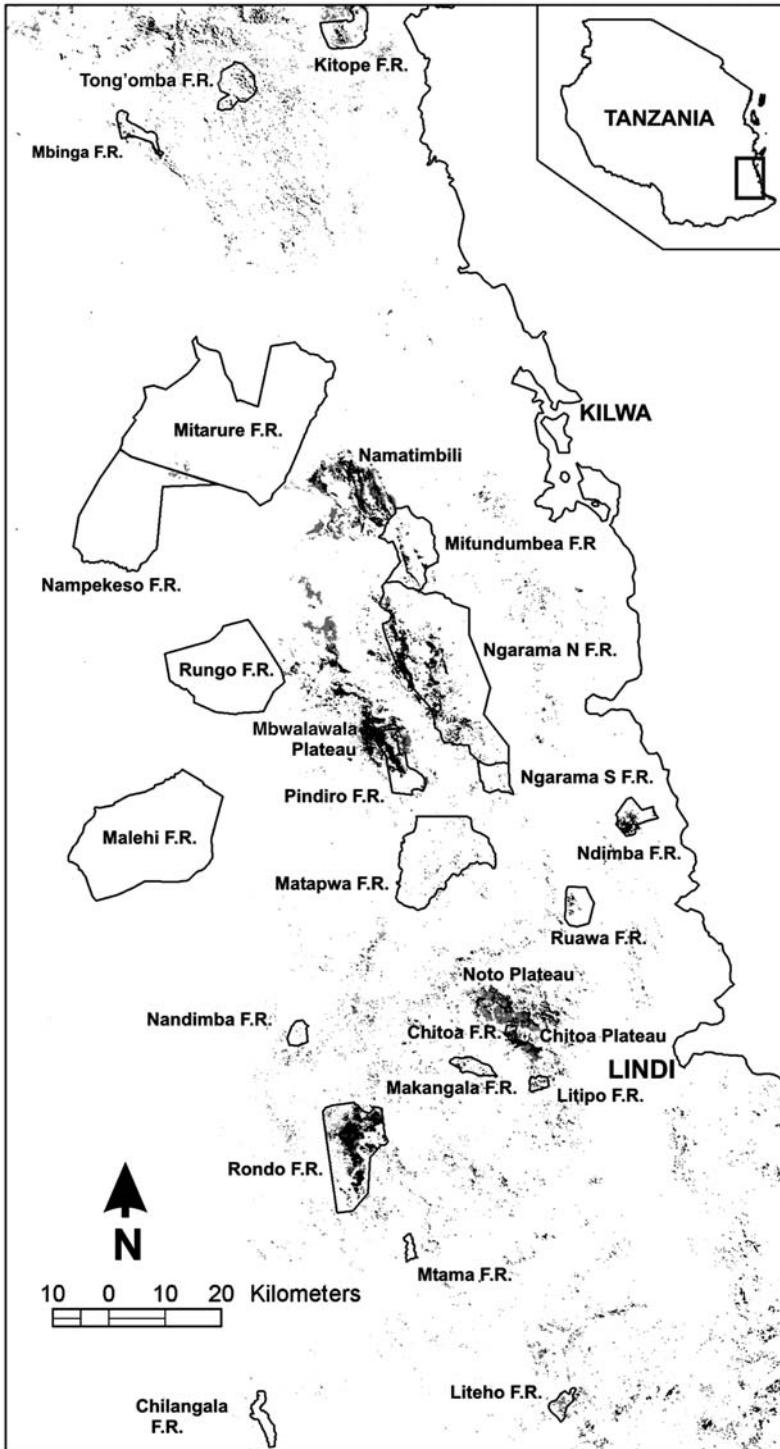 Kitope F.R.
Tong'omba F.R.
TANZANIA
Mbinga F.R.
KILWA
Mitarure F.R.
Namatimbili
Mitundumbea F.R
Nampekeso F.R.
Ngarama N F.R.
Rungo F.R.
Mbwalawala
Plateau
Ngarama S F.R.
Pindiro F.R.
Malehi F.R.
Ndimba F.R.
Matapwa F.R.
Ruawa F.R.
Noto Plateau
Nandimba F.R.
Chitoa F.R.
Chitoa Plateau
LINDI
Makangala F.R.
Litipo F.R.
Rondo F.R.
N
Mtama F.R.
10 0 10 20 Kilometers
Liteho F.R.
Chilangala
F.R.